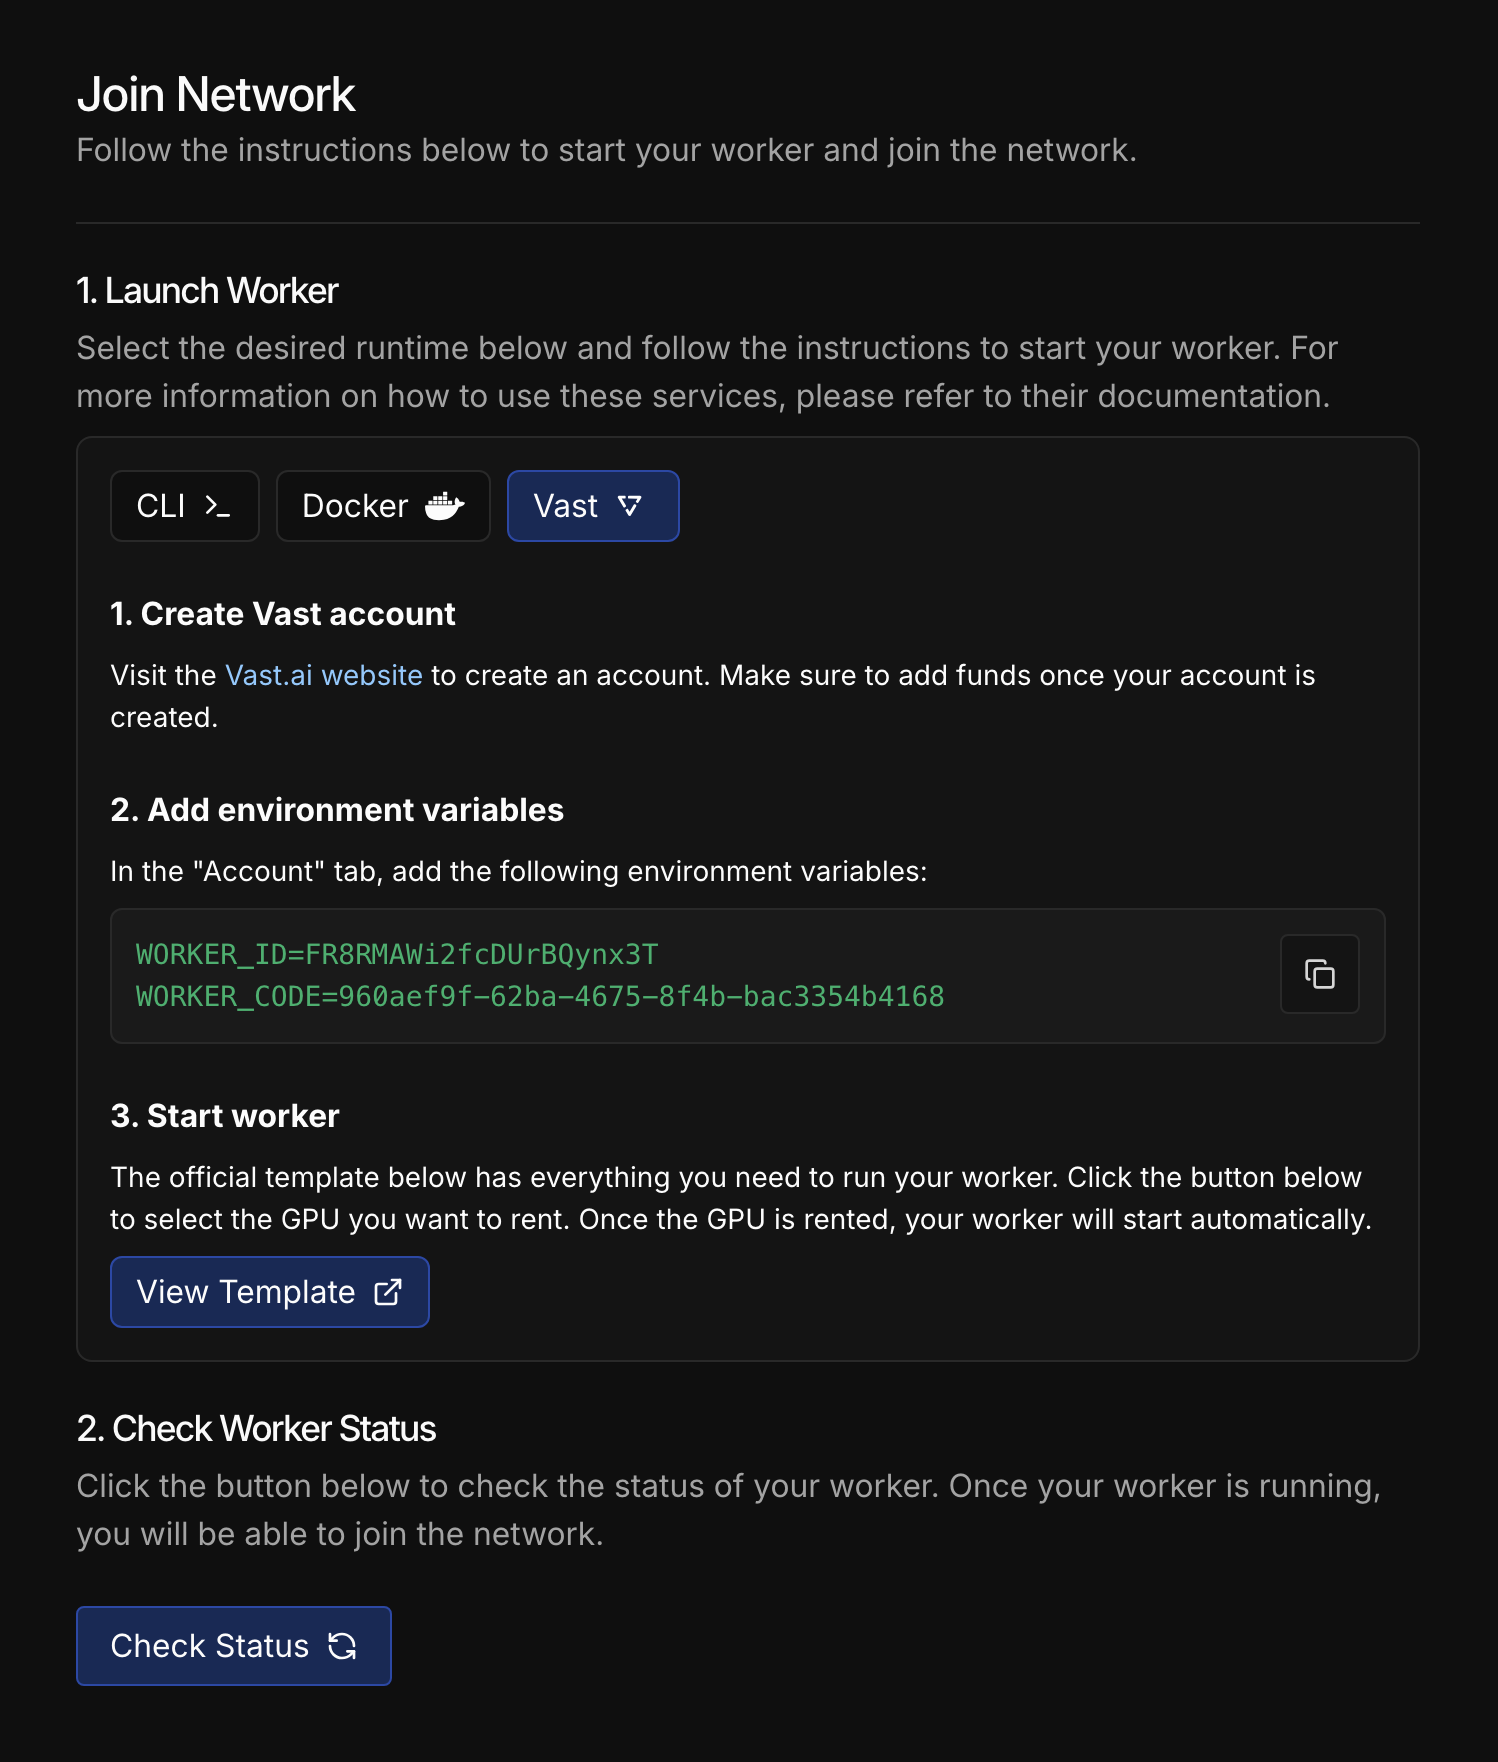 Join Network
Follow the instructions below to start your worker and join the network.
1. Launch Worker
Select the desired runtime below and follow the instructions to start your worker. For
more information on how to use these services, please refer to their documentation.
CLI
Docker
Vast
1. Create Vast account
Visit the Vast.ai website to create an account. Make sure to add funds once your account is
created.
2. Add environment variables
In the "Account" tab, add the following environment variables:
WORKER_ID=FR8RMAWi2fcDUrBQynx3T
WORKER_CODE=960aef9f-62ba-4675-8f4b-bac3354b4168
3. Start worker
The official template below has everything you need to run your worker. Click the button below
to select the GPU you want to rent. Once the GPU is rented, your worker will start automatically.
View Template
2. Check Worker Status
Click the button below to check the status of your worker. Once your worker is running,
you will be able to join the network.
Check Status